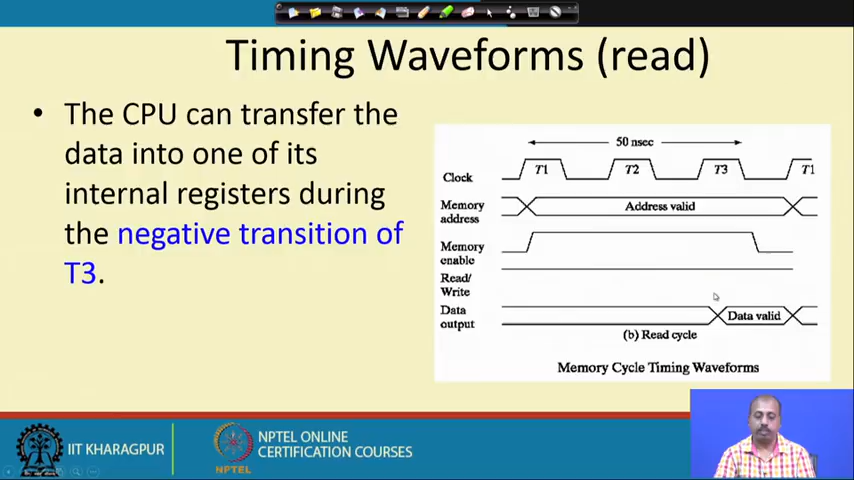 Timing Waveforms (read)
• The CPU can transfer the
data into one of its
internal registers during
the negative transition of
T3.
50 nsec
Clock
T1
T2
T3
T1
Memory
address
Address valid
Memory
enable
Read/
Write
Data
output
Data valid
(b) Read cycle
Memory Cycle Timing Waveforms
IIT KHARAGPUR
NPTEL
NPTEL ONLINE
CERTIFICATION COURSES